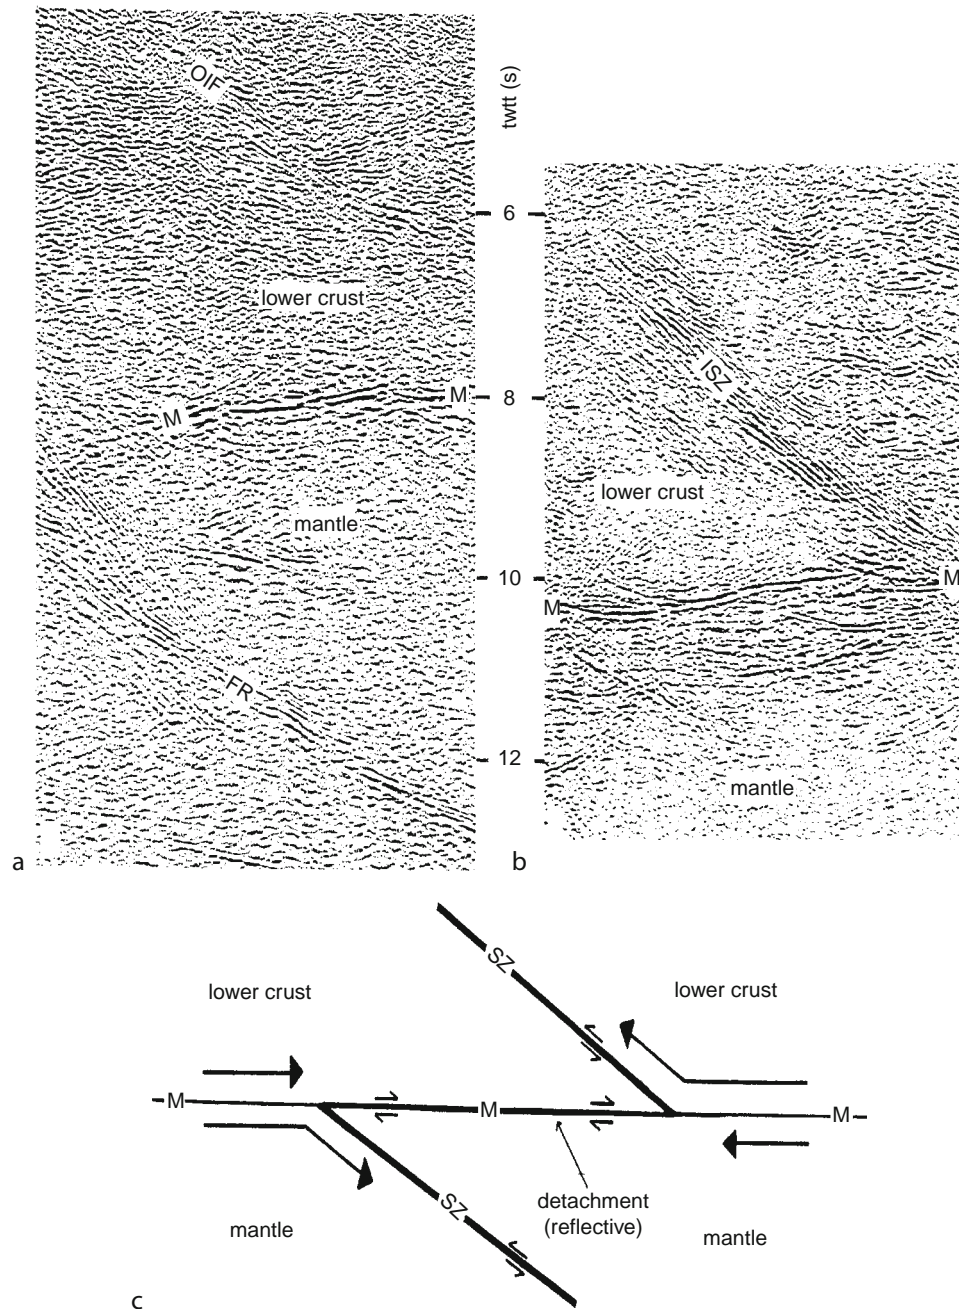 OIF
twtt (s)
6
lower crust
ISZ
M
M
8
lower crust
mantle
10
M
M
FR
12
mantle
a
b
SZ
lower crust
lower crust
M
M
M
detachment
(reflective)
SZ
mantle
mantle
c